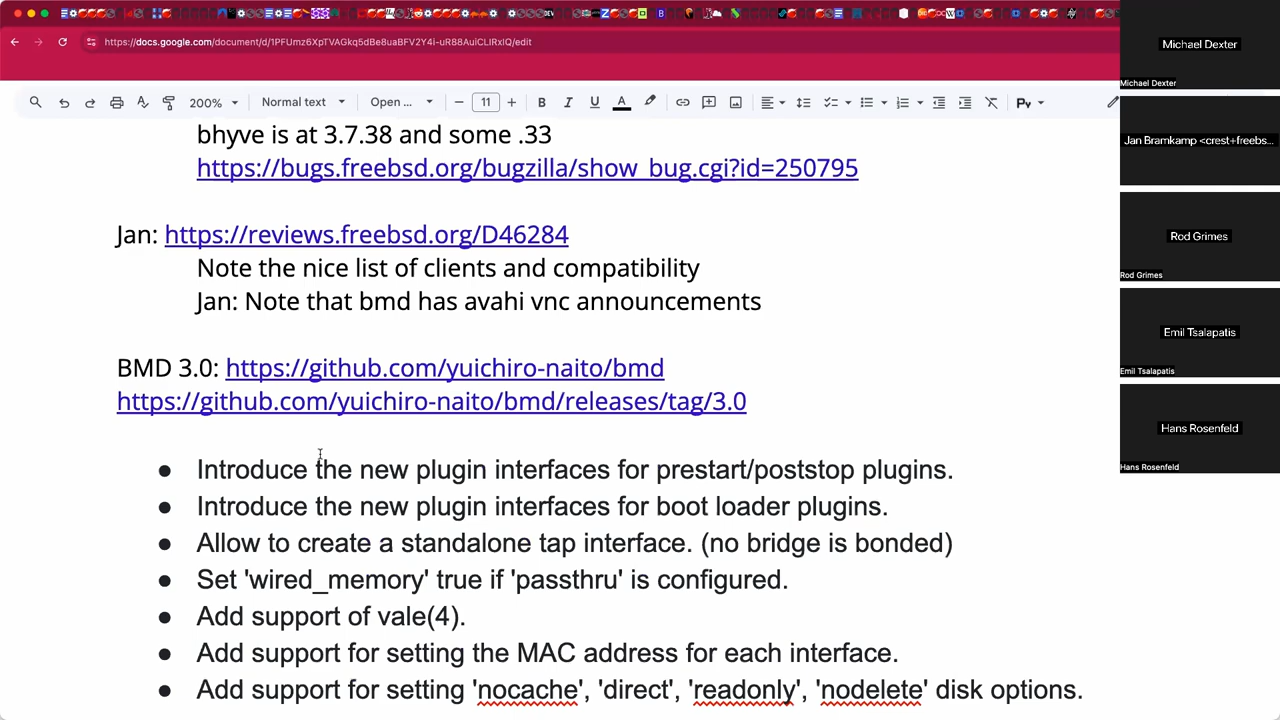 https://docs.google.com/document/d/1PFUmz6XpTVAGkq5dBe8uaBFV2Y4i-uR88AuiCLIRxIQ/edit
200%
Normal text
Open ...
11
bhyve is at 3.7.38 and some .33
https://bugs.freebsd.org/bugzilla/show_bug.cgi?id=250795
Jan: https://reviews.freebsd.org/D46284
Note the nice list of clients and compatibility
Jan: Note that bmd has avahi vnc announcements
BMD 3.0: https://github.com/yuichiro-naito/bmd
https://github.com/yuichiro-naito/bmd/releases/tag/3.0
● Introduce the new plugin interfaces for prestart/poststop plugins.
● Introduce the new plugin interfaces for boot loader plugins.
● Allow to create a standalone tap interface. (no bridge is bonded)
● Set 'wired_memory' true if 'passthru' is configured.
● Add support of vale(4).
● Add support for setting the MAC address for each interface.
● Add support for setting 'nocache', 'direct', 'readonly', 'nodelete' disk options.
Michael Dexter
Michael Dexter
Jan Bramkamp <crest+freebs...
Rod Grimes
Rod Grimes
Emil Tsalapatis
Emil Tsalapatis
Hans Rosenfeld
Hans Rosenfeld